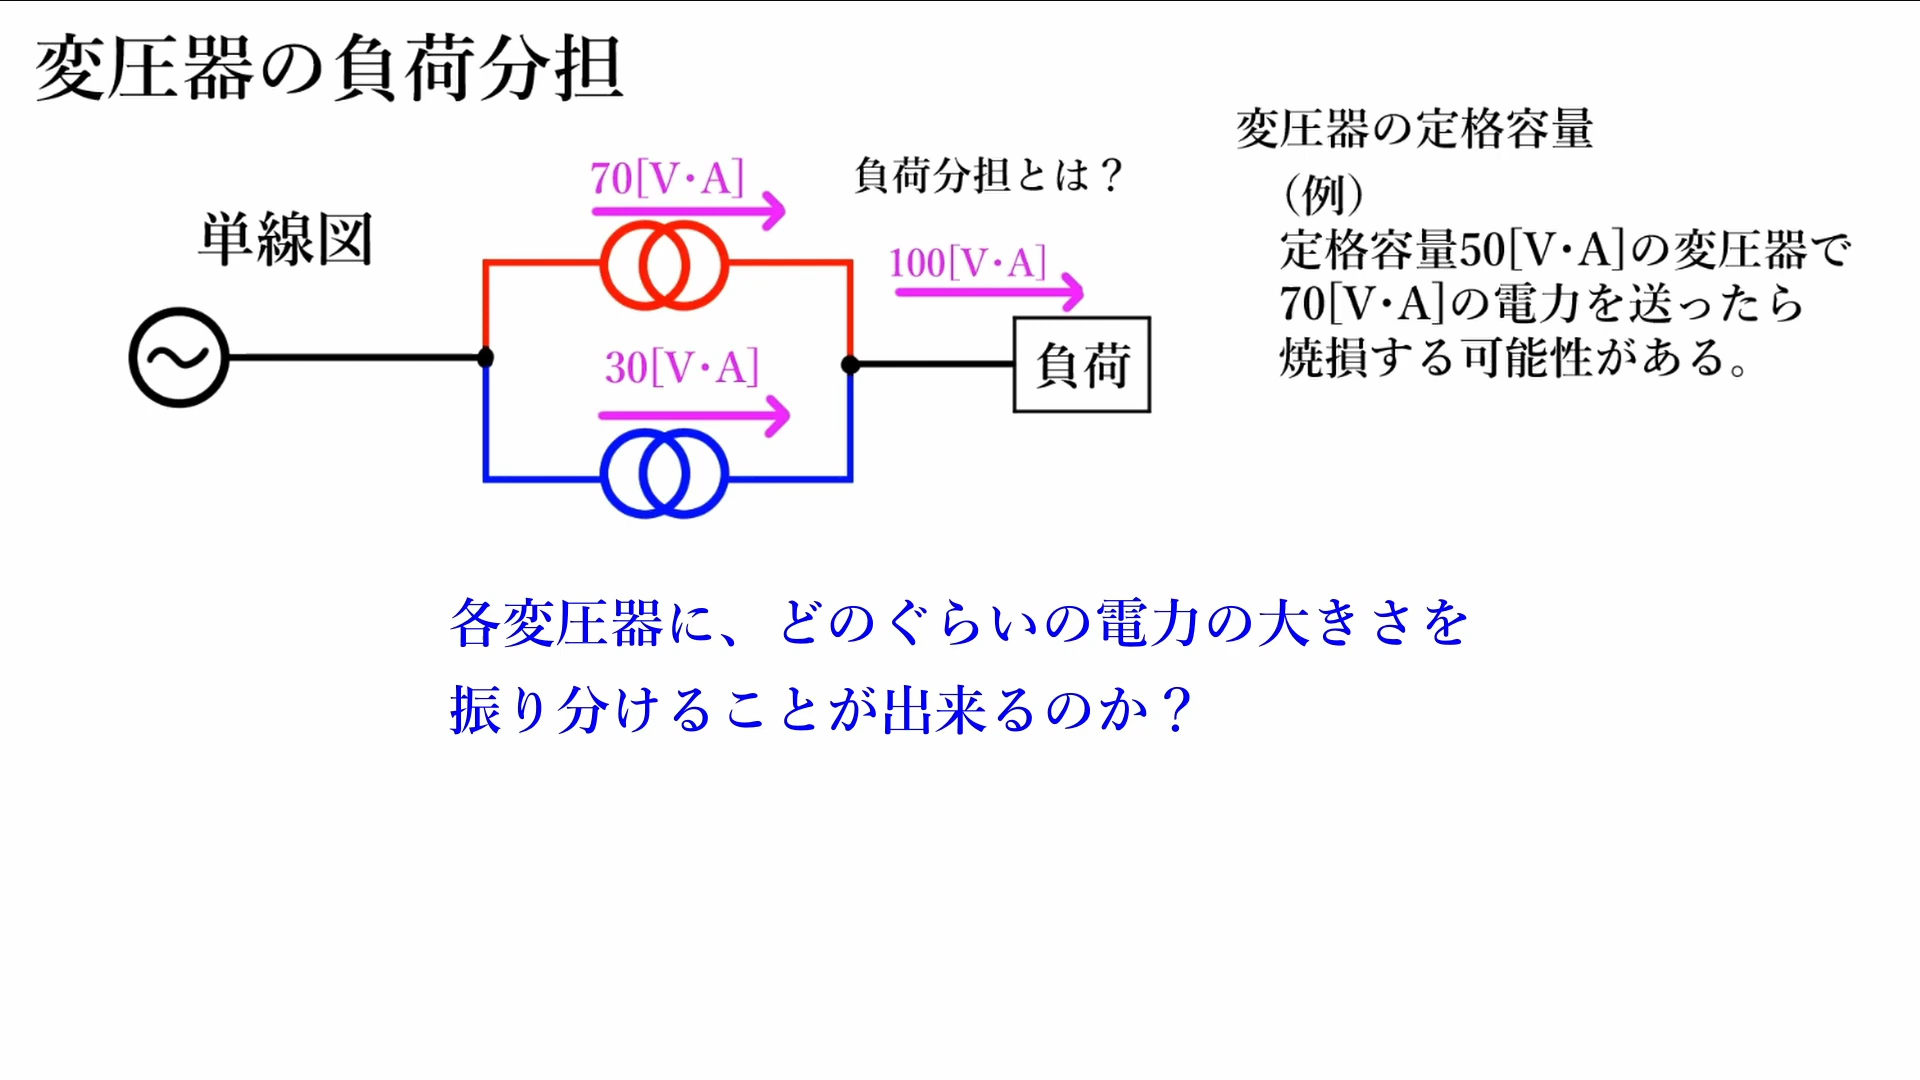 変圧器の負荷分担
単線図
70[V·A]
負荷分担とは？
100[V·A]
30[V·A]
負荷
変圧器の定格容量
（例）
定格容量50[V·A]の変圧器で
70[V·A]の電力を送ったら
焼損する可能性がある。
各変圧器に、どのぐらいの電力の大きさを
振り分けることが出来るのか？